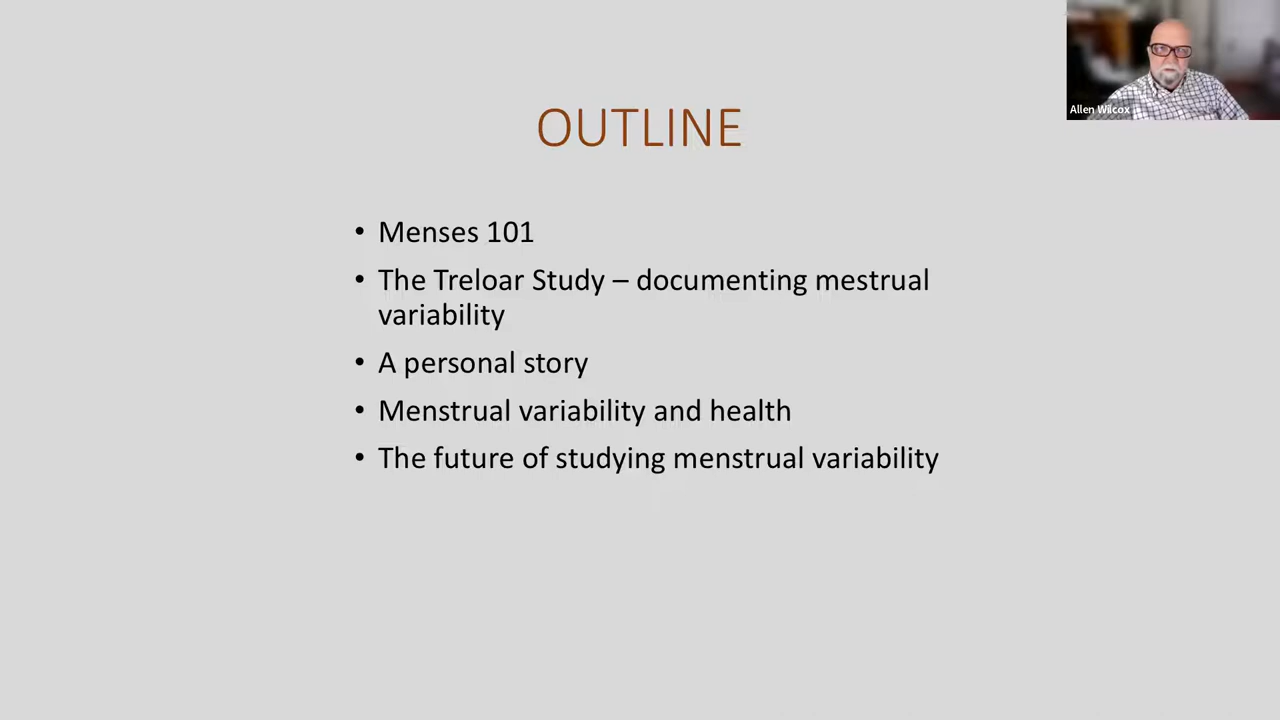 Allen Wilcox
OUTLINE
• Menses 101
• The Treloar Study – documenting mestrual
variability
• A personal story
• Menstrual variability and health
• The future of studying menstrual variability